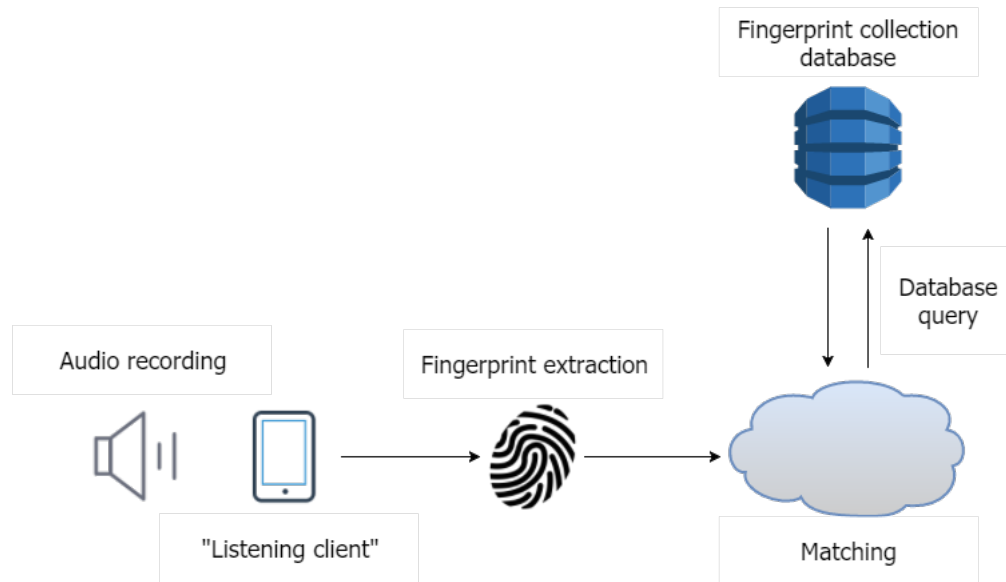 Fingerprint collection
database
Database
query
Audio recording
Fingerprint extraction
"Listening client"
Matching